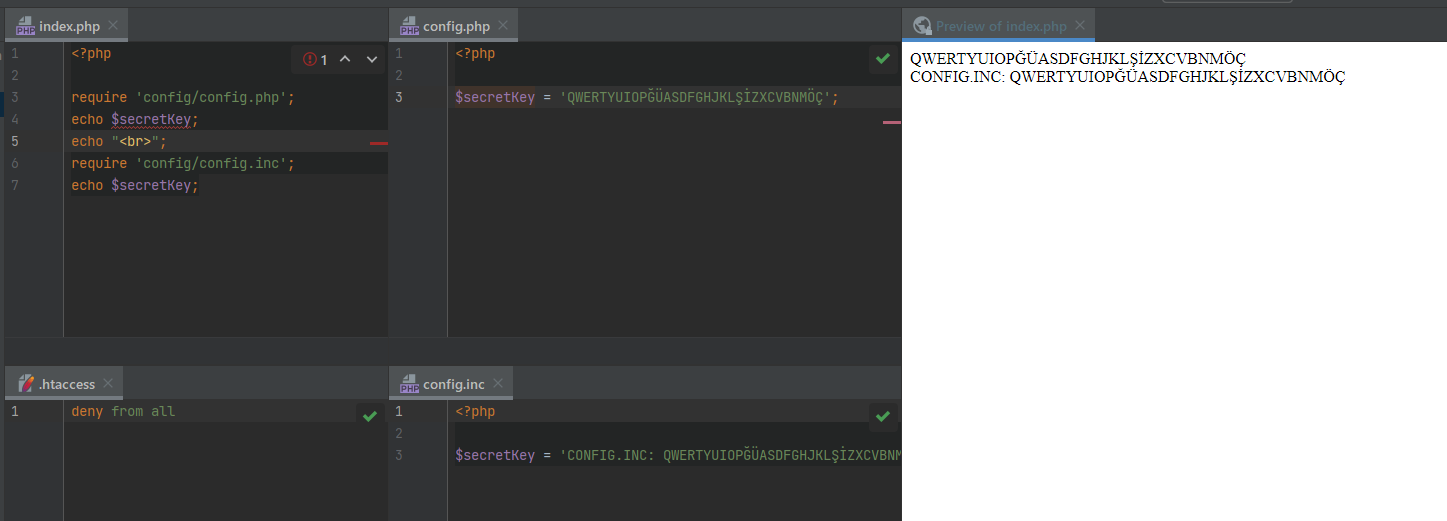 index.php
1 <?php
2
3 require 'config/config.php';
4 echo $secretKey;
5 echo "<br>";
6 require 'config/config.inc';
7 echo $secretKey;
1
config.php
1 <?php
2
3 $secretKey = 'QWERTYUIOPĞÜASDFGHJKLŞİZXCVBNMÖÇ';
Preview of index.php
QWERTYUIOPĞÜASDFGHJKLŞİZXCVBNMÖÇ
CONFIG.INC: QWERTYUIOPĞÜASDFGHJKLŞİZXCVBNMÖÇ
.htaccess
1 deny from all
config.inc
1 <?php
2
3 $secretKey = 'CONFIG.INC: QWERTYUIOPĞÜASDFGHJKLŞİZXCVBNM